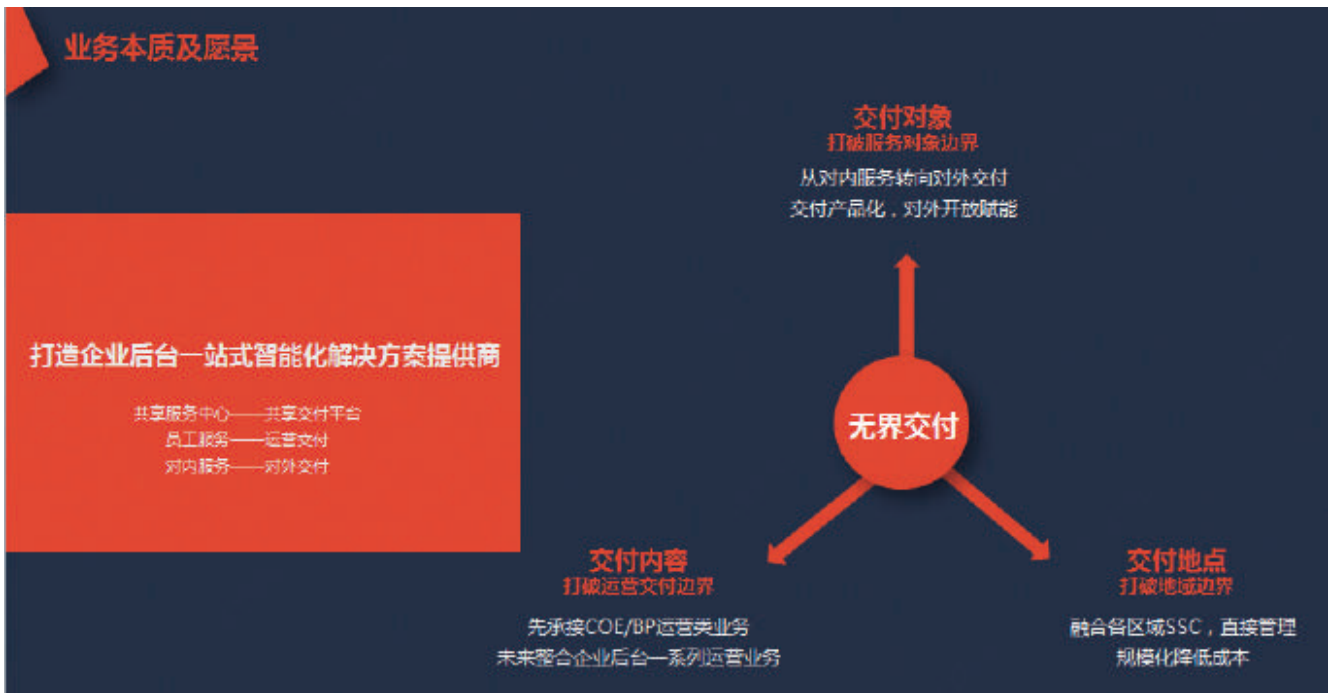 业务本质及愿景
交付对象
打破服务对象边界
从对内服务转向对外交付
交付产品化，对外开放赋能
打造企业后台一站式智能化解决方案提供商
共享服务中心——共享交付平台
员工服务——运营交付
对内服务——对外交付
无界交付
交付内容
打破运营交付边界
先承接COE/BP运营类业务
未来整合企业后台一系列运营业务
交付地点
打破地域边界
融合各区域SSC，直接管理
规模化降低成本